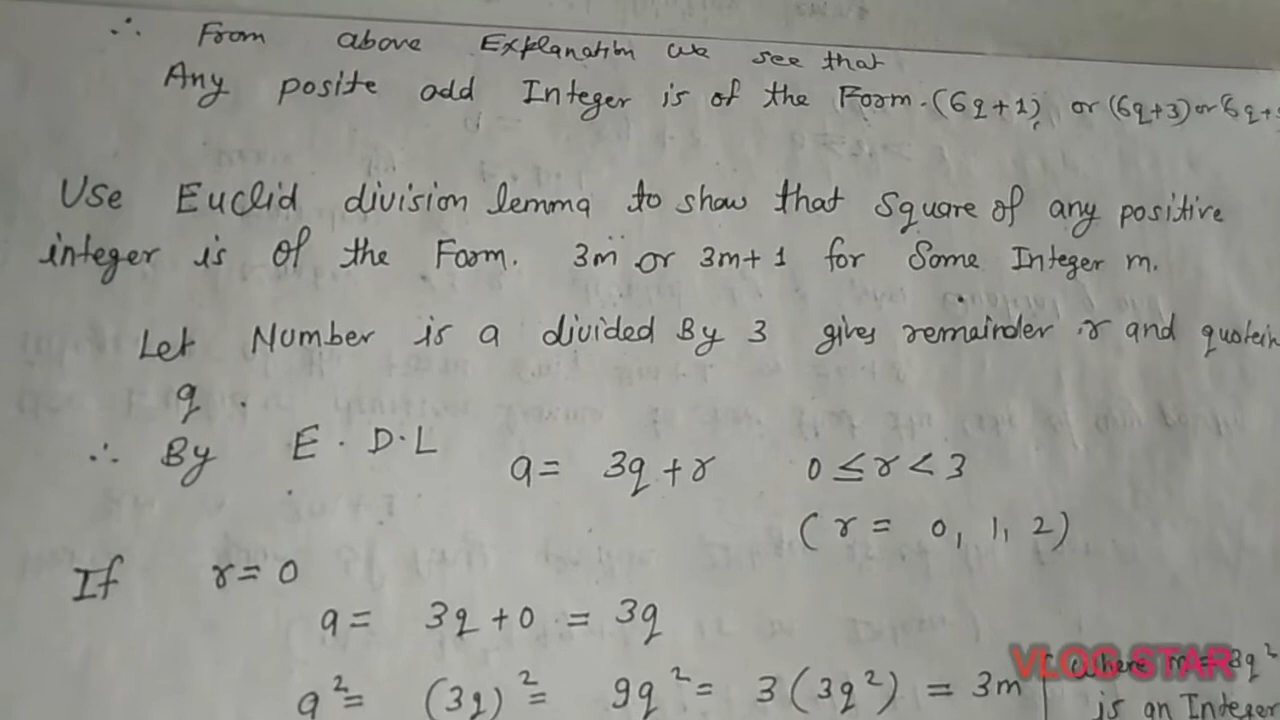 ∴ From above Explanation we see that
Any posite odd Integer is of the Form. (6q+1) or (6q+3) or 6q+5
Use Euclid division lemma to show that Square of any positive
integer is of the Form. 3m or 3m+1 for Some Integer m.
Let Number is a divided By 3 gives remainder r and quotein
q.
∴ By E.D.L a = 3q+r 0≤r<3
(r = 0, 1, 2)
If r=0
a = 3q+0 = 3q
a² = (3q)² = 9q² = 3(3q²) = 3m | where m=3q²
is an Integer
VLOG STAR